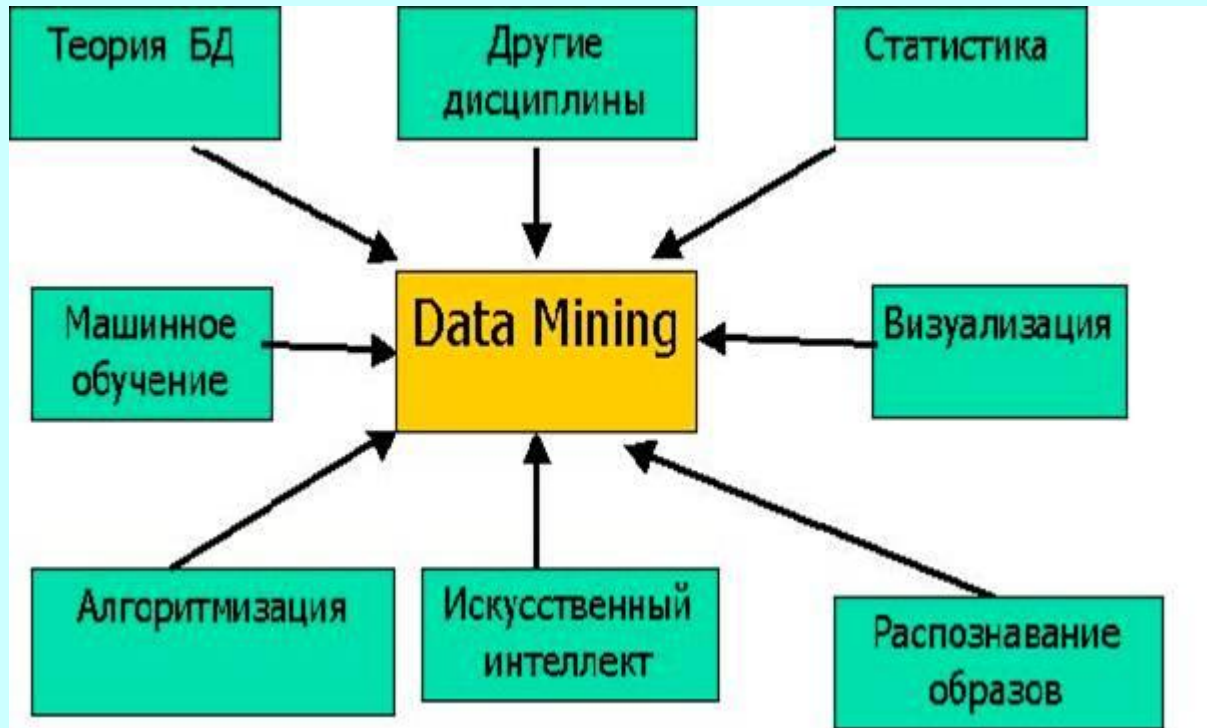 Теория БД
Другие
дисциплины
Статистика
Машинное
обучение
Data Mining
Визуализация
Алгоритмизация
Искусственный
интеллект
Распознавание
образов